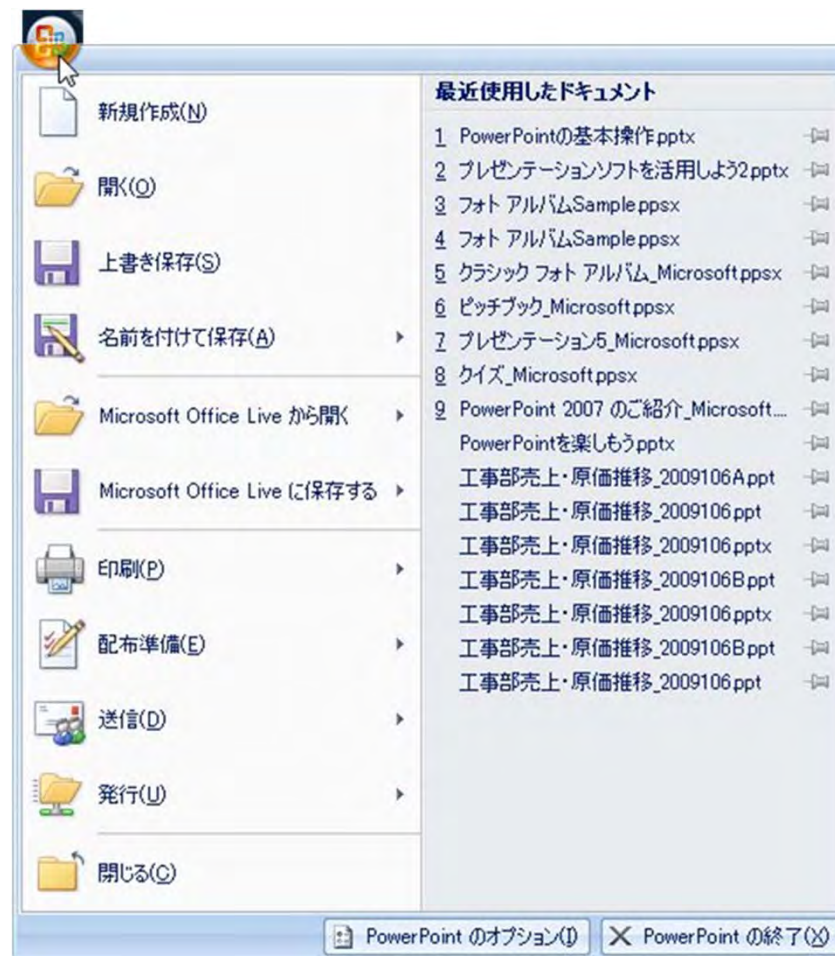 新規作成(N)
開く(O)
上書き保存(S)
名前を付けて保存(A)
Microsoft Office Live から開く
Microsoft Office Live に保存する
印刷(P)
配布準備(E)
送信(D)
発行(U)
閉じる(C)
最近使用したドキュメント
1 PowerPointの基本操作.pptx
2 プレゼンテーションソフトを活用しよう2.pptx
3 フォト アルバムSample.ppsx
4 フォト アルバムSample.ppsx
5 クラシック フォト アルバム_Microsoft.ppsx
6 ピッチブック_Microsoft.ppsx
7 プレゼンテーション5_Microsoft.ppsx
8 クイズ_Microsoft.ppsx
9 PowerPoint 2007 のご紹介_Microsoft....
PowerPointを楽しもう.pptx
工事部売上・原価推移_2009106A.ppt
工事部売上・原価推移_2009106.ppt
工事部売上・原価推移_2009106.pptx
工事部売上・原価推移_2009106B.ppt
工事部売上・原価推移_2009106.pptx
工事部売上・原価推移_2009106B.ppt
工事部売上・原価推移_2009106.ppt
PowerPoint のオプション(I) PowerPoint の終了(X)